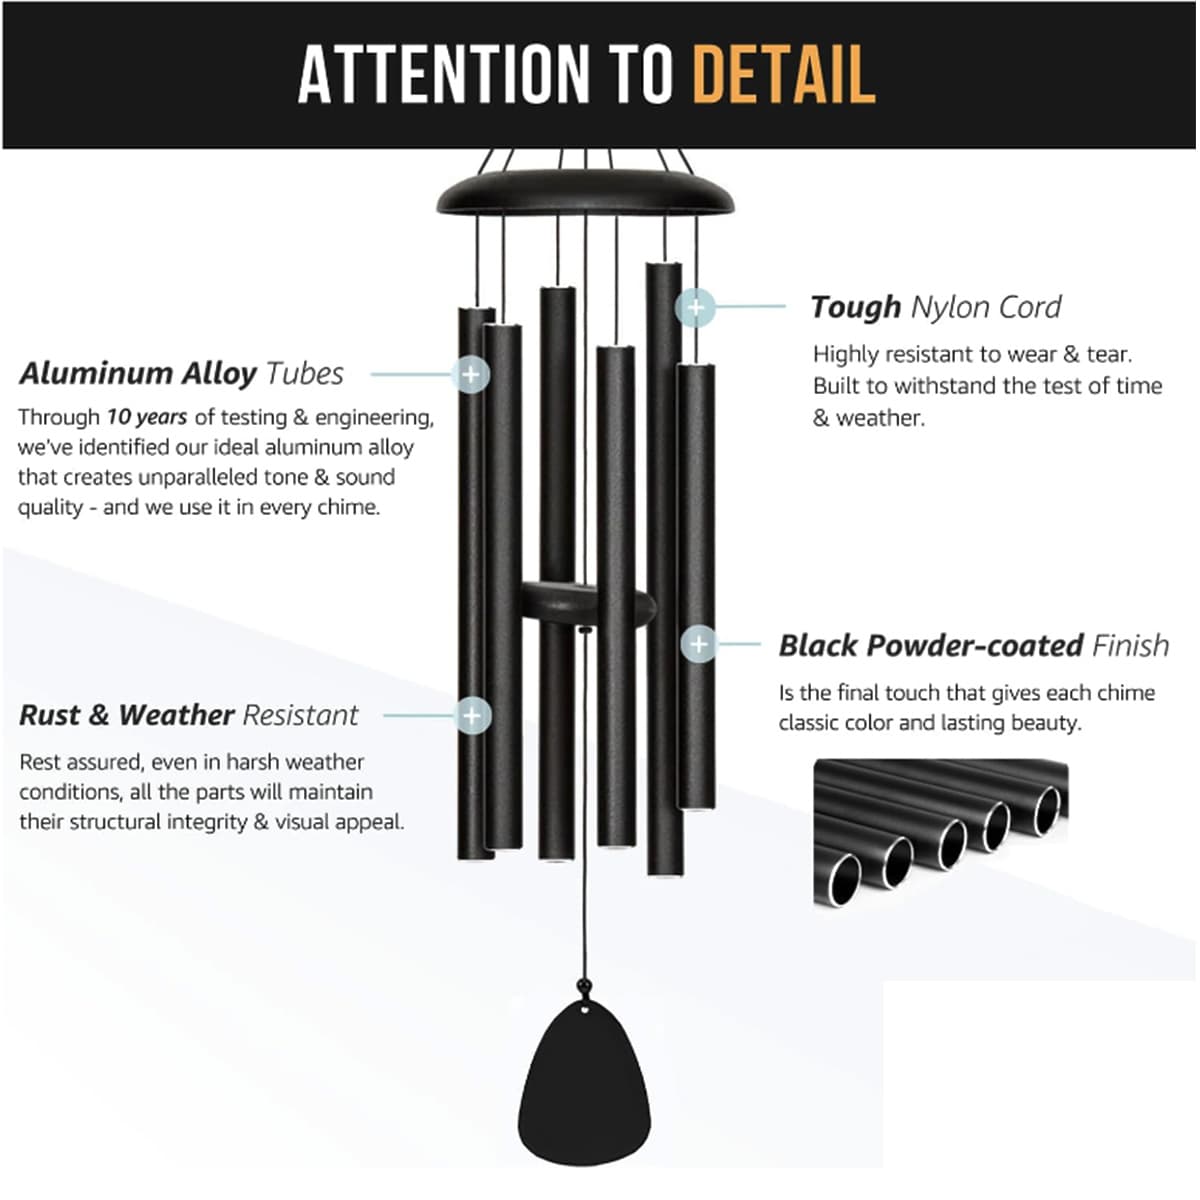 ATTENTION TO DETAIL
Aluminum Alloy Tubes
Through 10 years of testing & engineering,
we've identified our ideal aluminum alloy
that creates unparalleled tone & sound
quality - and we use it in every chime.
Tough Nylon Cord
Highly resistant to wear & tear.
Built to withstand the test of time
& weather.
Rust & Weather Resistant
Rest assured, even in harsh weather
conditions, all the parts will maintain
their structural integrity & visual appeal.
Black Powder-coated Finish
Is the final touch that gives each chime
classic color and lasting beauty.